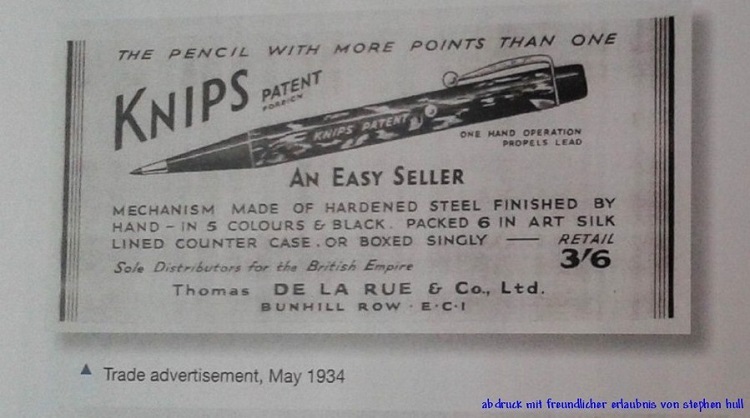 THE PENCIL WITH MORE POINTS THAN ONE
KNIPS PATENT
FOREIGN
KNIPS PATENT
ONE HAND OPERATION
PROPELS LEAD
AN EASY SELLER
MECHANISM MADE OF HARDENED STEEL FINISHED BY
HAND - IN 5 COLOURS & BLACK. PACKED 6 IN ART SILK
LINED COUNTER CASE. OR BOXED SINGLY — RETAIL
3/6
Sole Distributors for the British Empire
Thomas DE LA RUE & Co., Ltd.
BUNHILL ROW · E·C·1
▲ Trade advertisement, May 1934
abdruck mit freundlicher erlaubnis von stephen hull